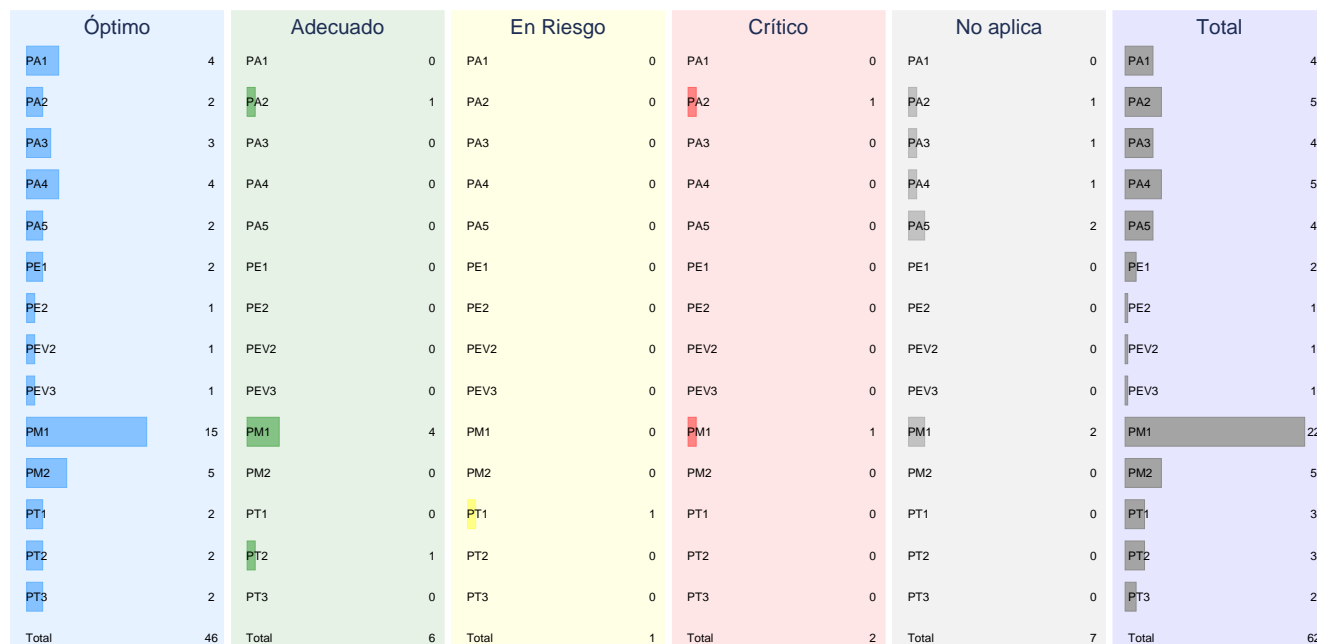 Óptimo Adecuado En Riesgo Crítico No aplica Total
PA1 4 PA1 0 PA1 0 PA1 0 PA1 0 PA1 4
PA2 2 PA2 1 PA2 0 PA2 1 PA2 1 PA2 5
PA3 3 PA3 0 PA3 0 PA3 0 PA3 1 PA3 4
PA4 4 PA4 0 PA4 0 PA4 0 PA4 1 PA4 5
PA5 2 PA5 0 PA5 0 PA5 0 PA5 2 PA5 4
PE1 2 PE1 0 PE1 0 PE1 0 PE1 0 PE1 2
PE2 1 PE2 0 PE2 0 PE2 0 PE2 0 PE2 1
PEV2 1 PEV2 0 PEV2 0 PEV2 0 PEV2 0 PEV2 1
PEV3 1 PEV3 0 PEV3 0 PEV3 0 PEV3 0 PEV3 1
PM1 15 PM1 4 PM1 0 PM1 1 PM1 2 PM1 22
PM2 5 PM2 0 PM2 0 PM2 0 PM2 0 PM2 5
PT1 2 PT1 0 PT1 1 PT1 0 PT1 0 PT1 3
PT2 2 PT2 1 PT2 0 PT2 0 PT2 0 PT2 3
PT3 2 PT3 0 PT3 0 PT3 0 PT3 0 PT3 2
Total 46 Total 6 Total 1 Total 2 Total 7 Total 62